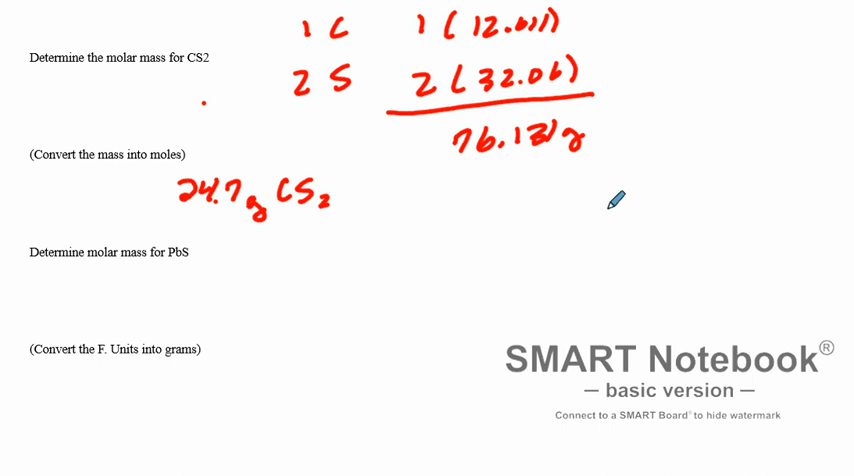 1 C 1 (12.011)
Determine the molar mass for CS2
2 S 2 (32.06)
76.131g
(Convert the mass into moles)
24.7g CS2
Determine molar mass for PbS
(Convert the F. Units into grams)
SMART Notebook®
— basic version —
Connect to a SMART Board® to hide watermark